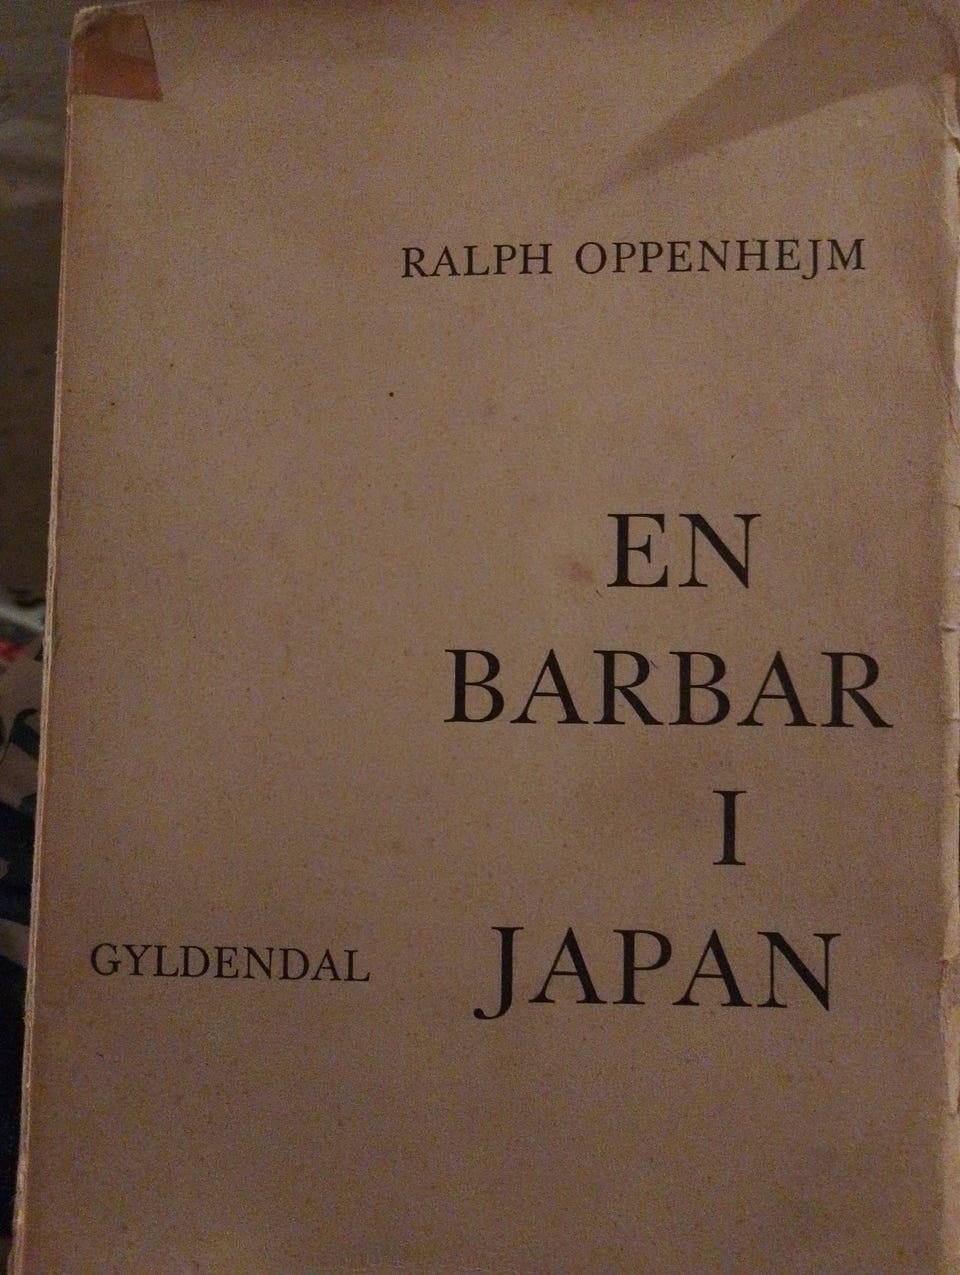 RALPH OPPENHEJM
EN
BARBAR
I
JAPAN
GYLDENDAL